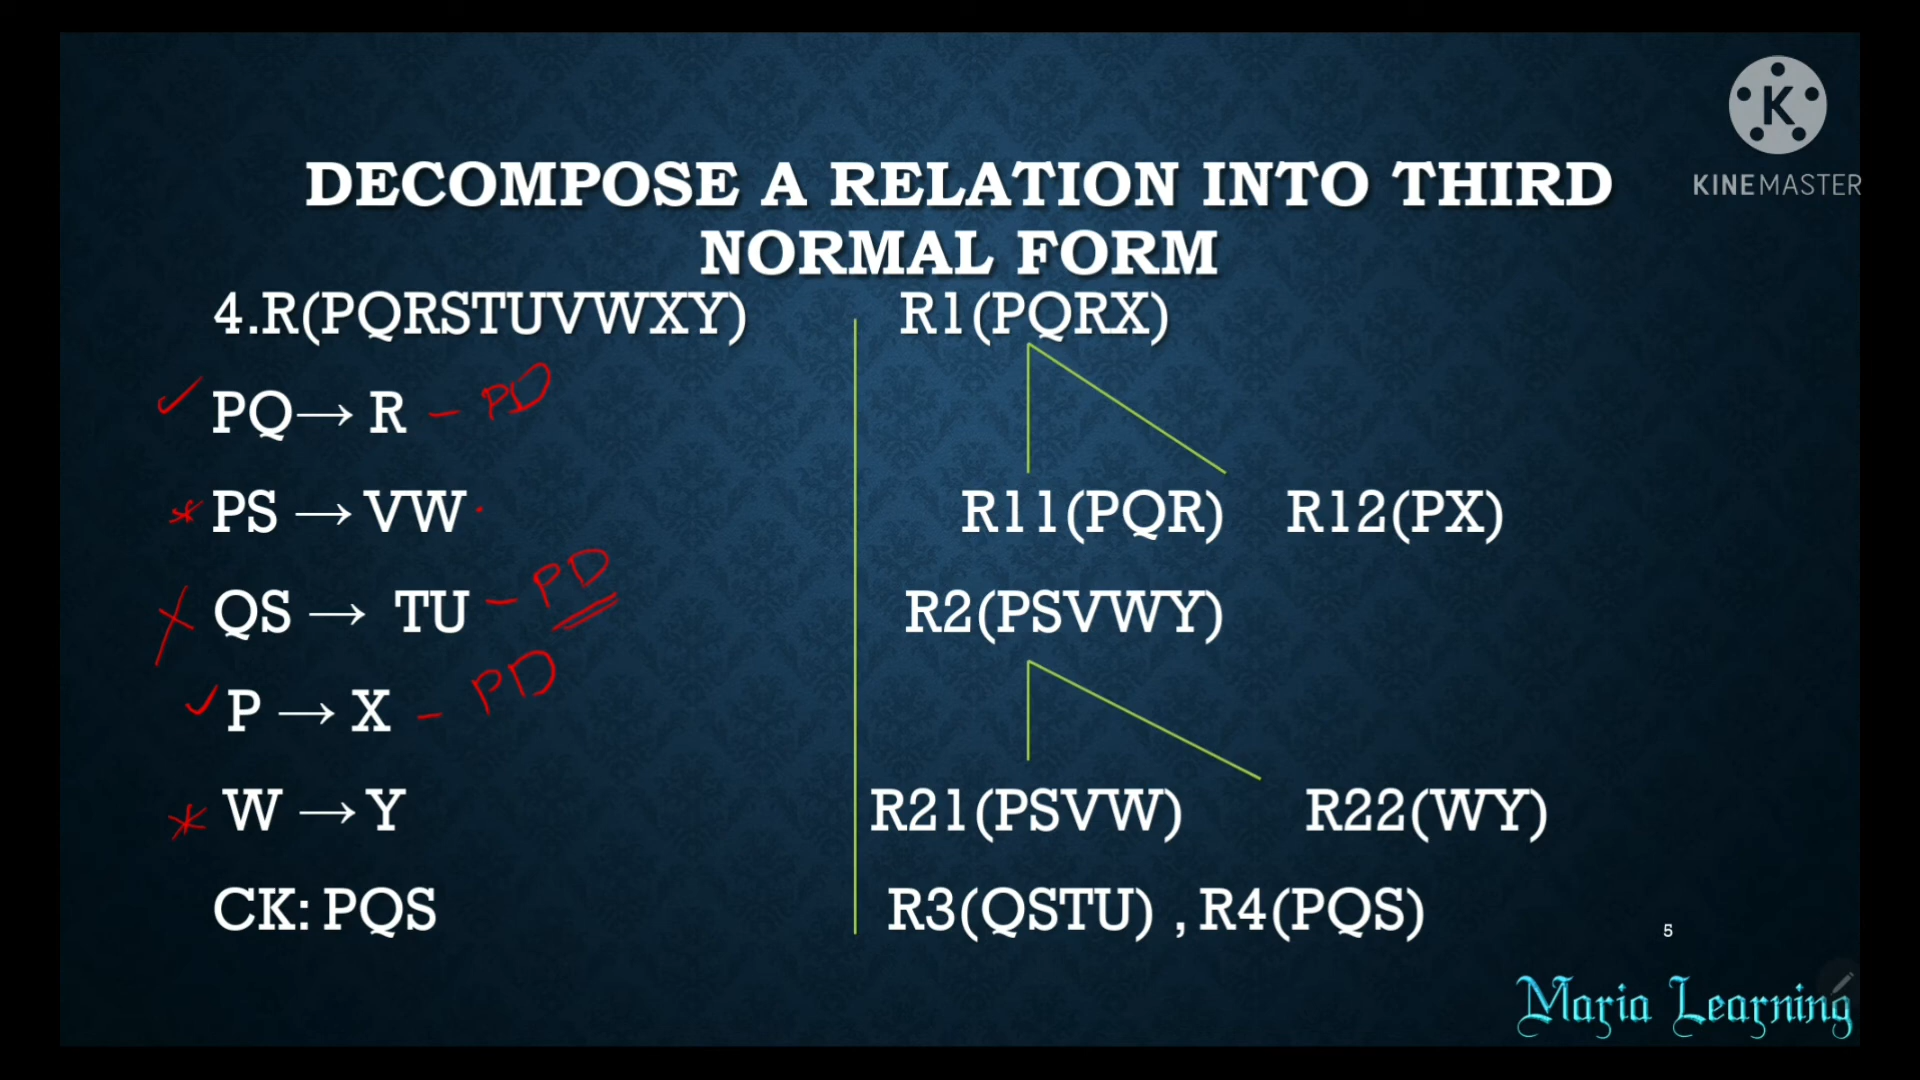 K
KINEMASTER
DECOMPOSE A RELATION INTO THIRD
NORMAL FORM
4.R(PQRSTUVWXY)
PQ→ R – PD
PS → VW
QS → TU – PD
P → X – PD
W → Y
CK: PQS
R1(PQRX)
R11(PQR) R12(PX)
R2(PSVWY)
R21(PSVW) R22(WY)
R3(QSTU) , R4(PQS)
5
Maria Learning